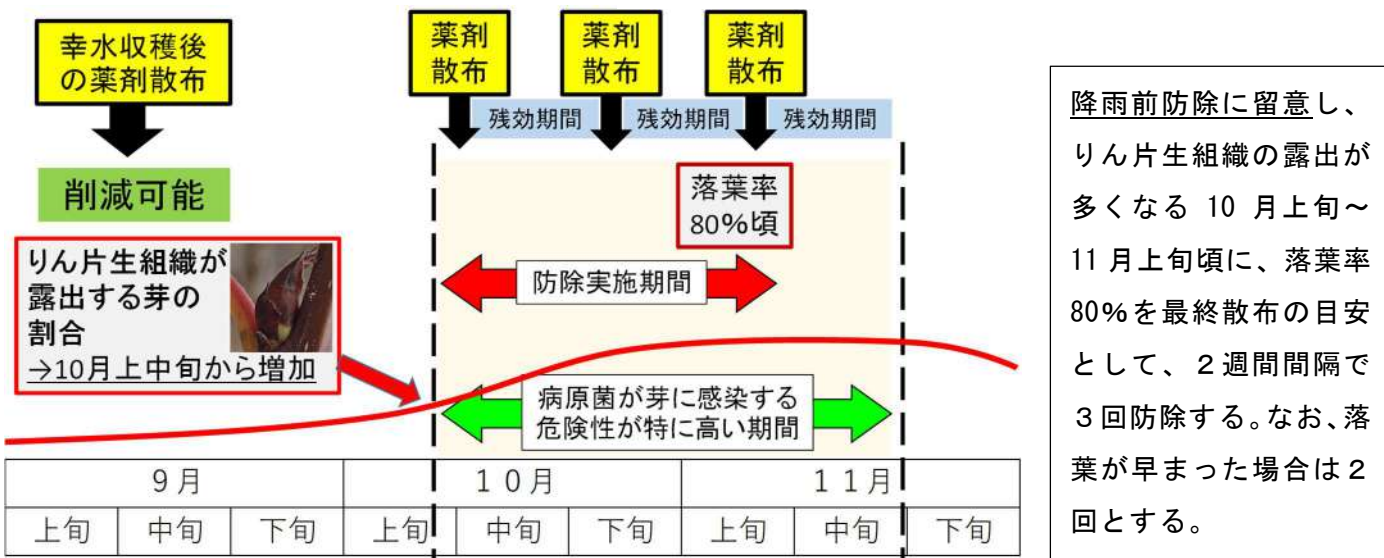 幸水収穫後
の薬剤散布
薬剤
散布
薬剤
散布
薬剤
散布
残効期間
残効期間
残効期間
削減可能
落葉率
80%頃
りん片生組織が
露出する芽の
割合
→10月上中旬から増加
防除実施期間
病原菌が芽に感染する
危険性が特に高い期間
9月 10月 11月
上旬 中旬 下旬 上旬 中旬 下旬 上旬 中旬 下旬
降雨前防除に留意し、
りん片生組織の露出が
多くなる 10 月上旬～
11 月上旬頃に、落葉率
80%を最終散布の目安
として、２週間間隔で
３回防除する。なお、落
葉が早まった場合は２
回とする。